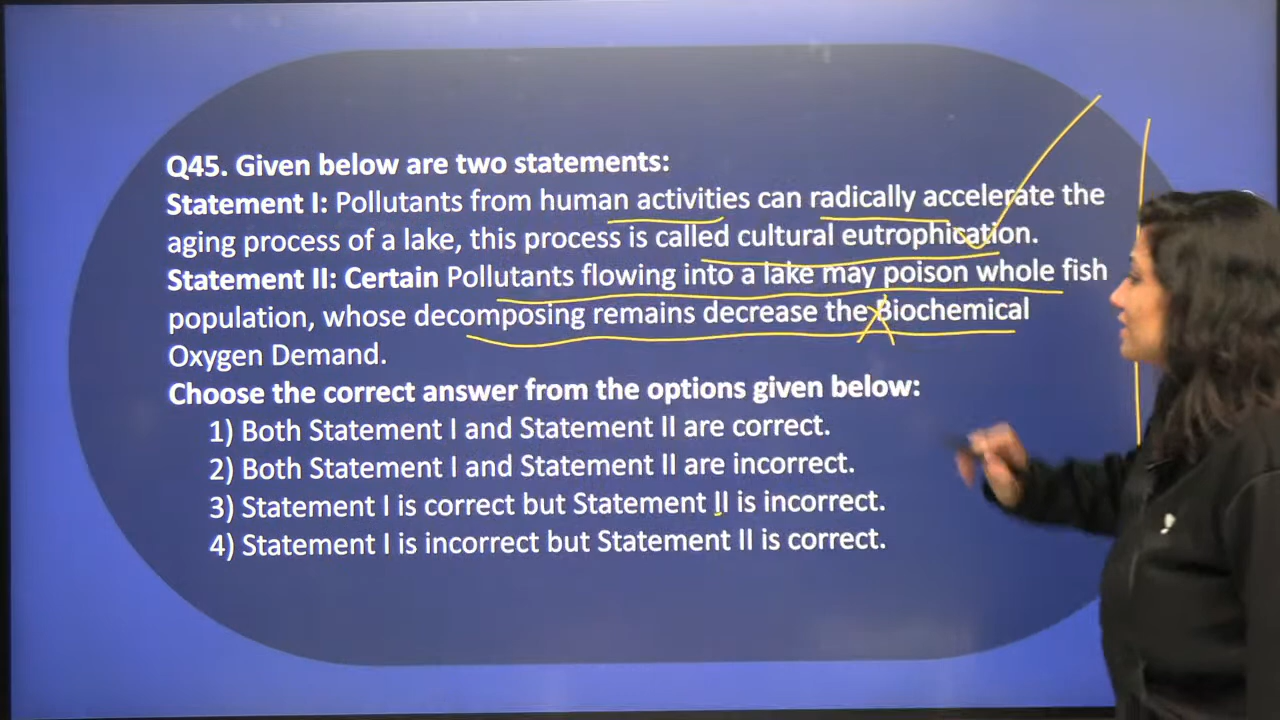 Q45. Given below are two statements:
Statement I: Pollutants from human activities can radically accelerate the
aging process of a lake, this process is called cultural eutrophication.
Statement II: Certain Pollutants flowing into a lake may poison whole fish
population, whose decomposing remains decrease the Biochemical
Oxygen Demand.
Choose the correct answer from the options given below:
1) Both Statement I and Statement II are correct.
2) Both Statement I and Statement II are incorrect.
3) Statement I is correct but Statement II is incorrect.
4) Statement I is incorrect but Statement II is correct.